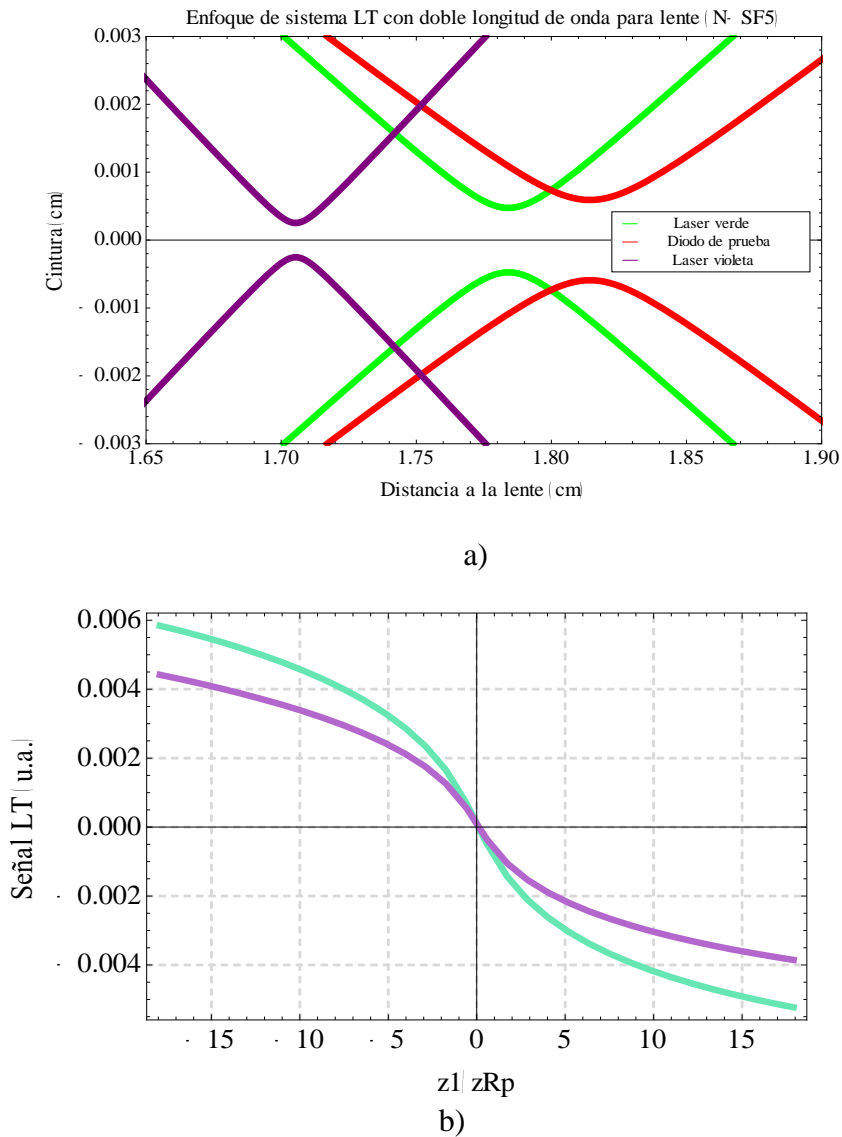 Enfoque de sistema LT con doble longitud de onda para lente ( N- SF5)
0.003
0.002
0.001
0.000
- 0.001
- 0.002
- 0.003
Cintura (cm)
Laser verde
Diodo de prueba
Laser violeta
1.65 1.70 1.75 1.80 1.85 1.90
Distancia a la lente (cm)
a)
0.006
0.004
0.002
0.000
- 0.002
- 0.004
Señal LT (u.a.)
- 15 - 10 - 5 0 5 10 15
z1/ zRp
b)